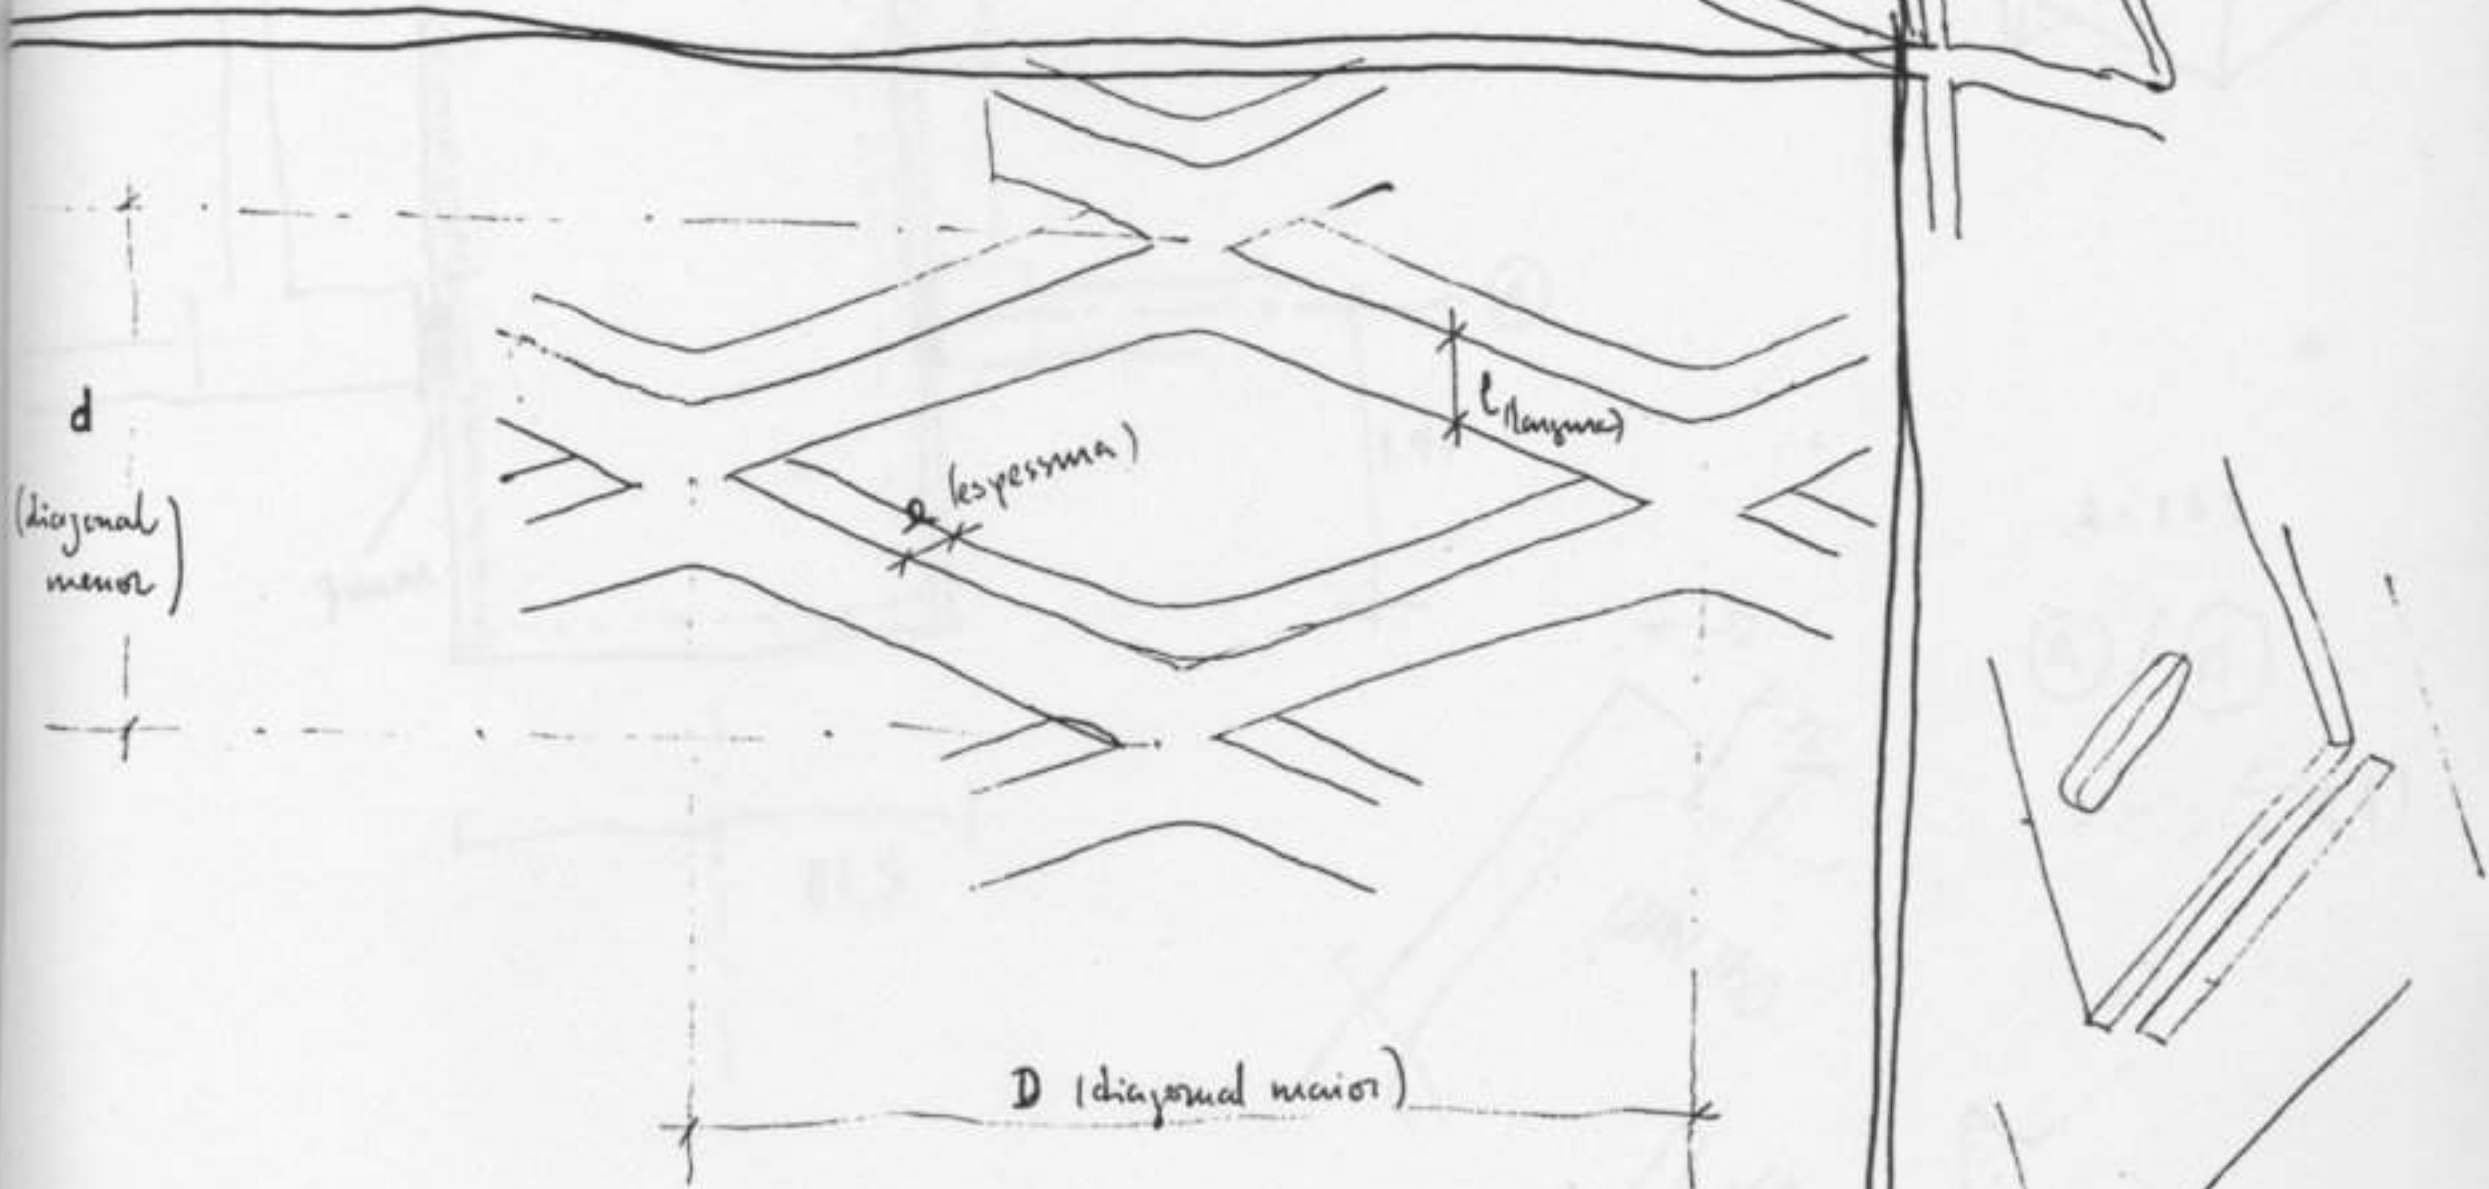 d
(diagonal
menor)
e (espessura)
l (largura)
D (diagonal maior)